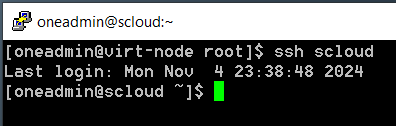 oneadmin@scloud:~
[oneadmin@virt-node root]$ ssh scloud
Last login: Mon Nov  4 23:38:48 2024
[oneadmin@scloud ~]$